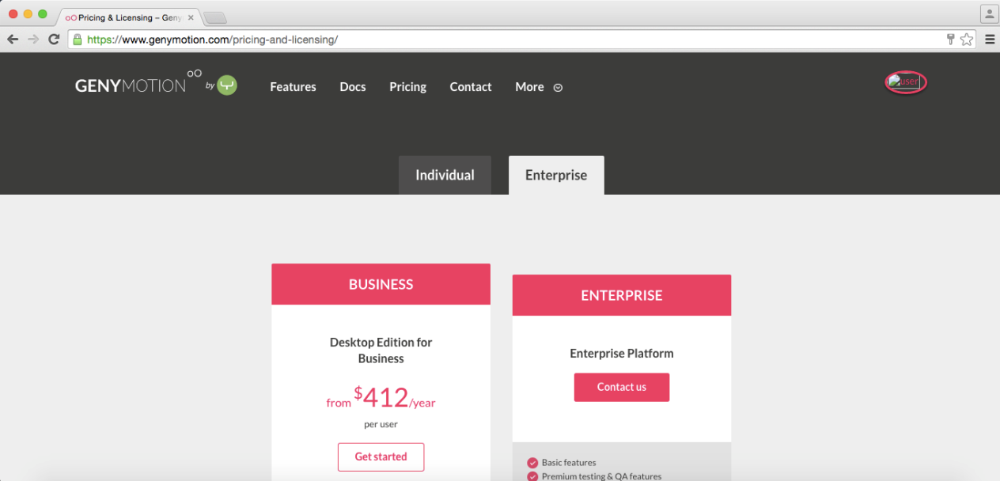 Pricing & Licensing – Geny
https://www.genymotion.com/pricing-and-licensing/
GENYMOTION by
Features
Docs
Pricing
Contact
More
user
Individual
Enterprise
BUSINESS
Desktop Edition for
Business
from $412/year
per user
Get started
ENTERPRISE
Enterprise Platform
Contact us
Basic features
Premium testing & QA features